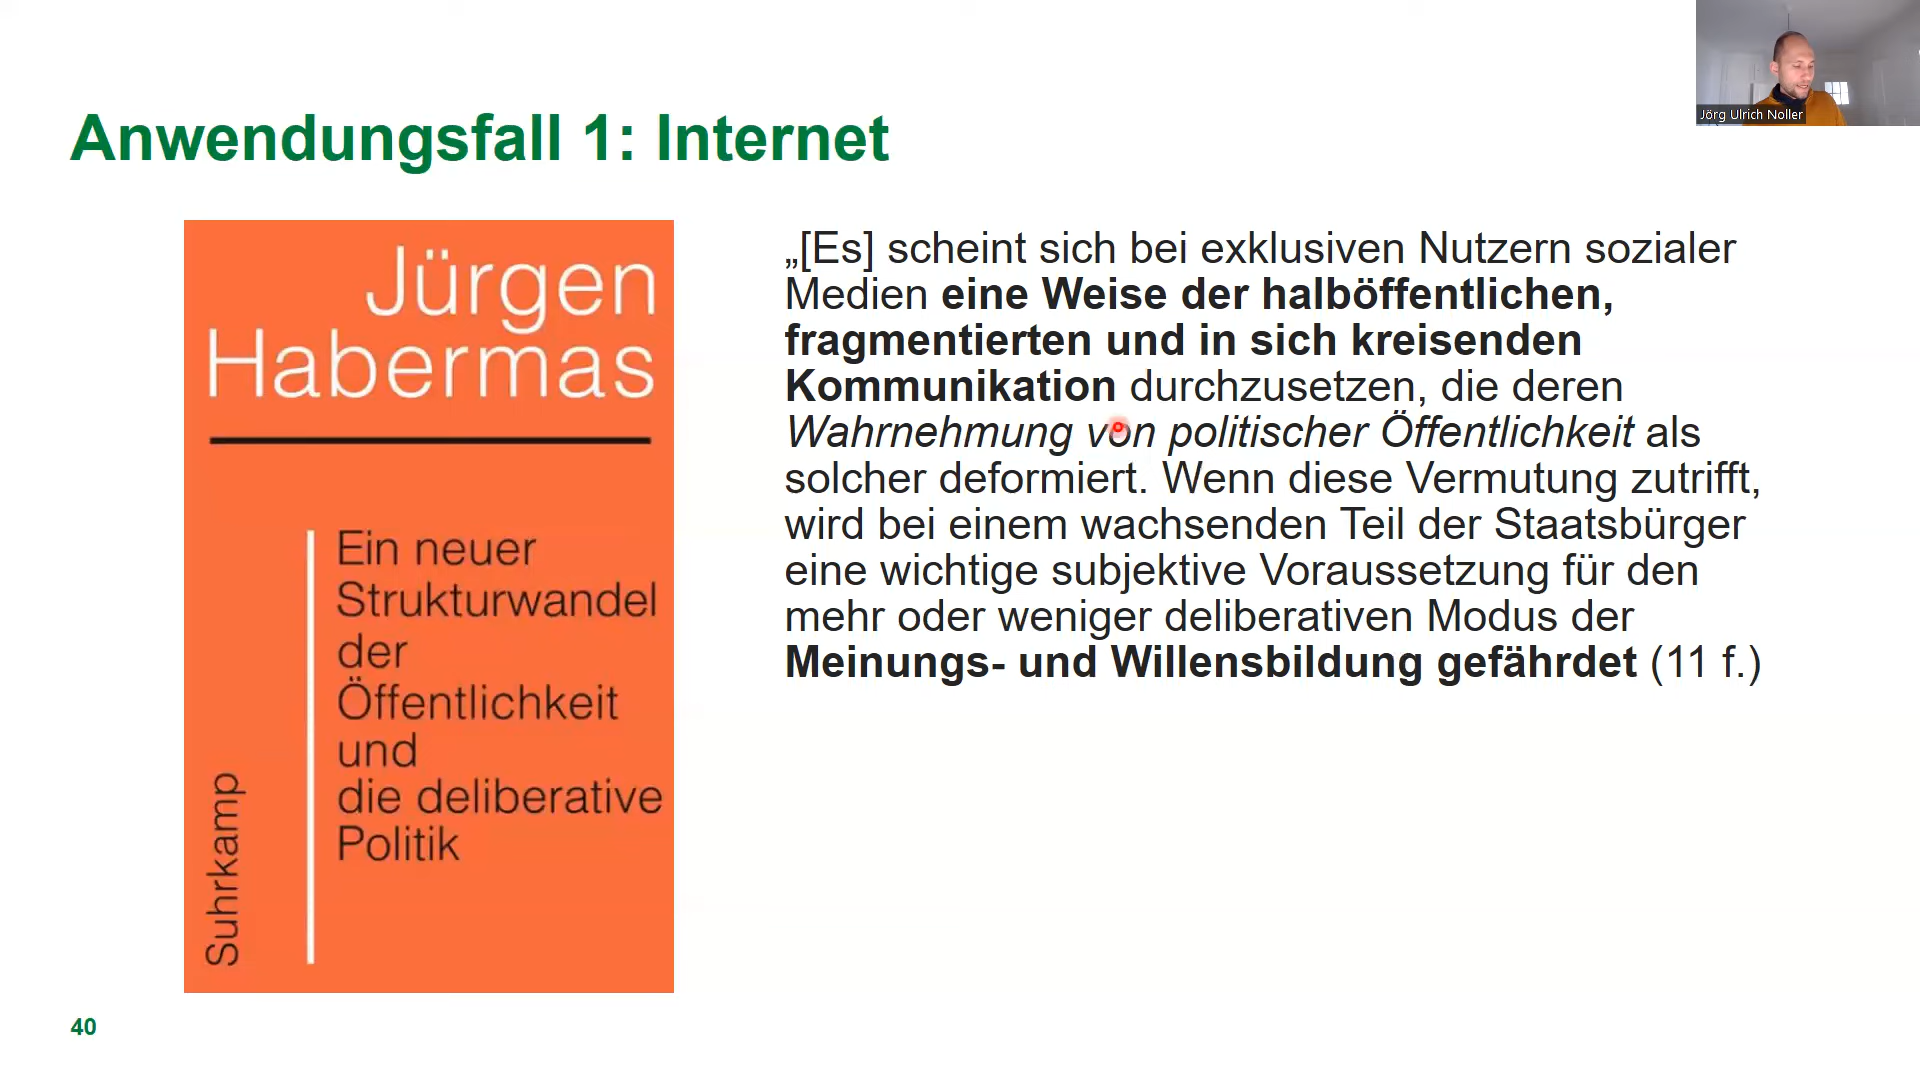 Jörg Ulrich Noller
Anwendungsfall 1: Internet
Jürgen
Habermas
Ein neuer
Strukturwandel
der
Öffentlichkeit
und
die deliberative
Politik
Suhrkamp
„[Es] scheint sich bei exklusiven Nutzern sozialer
Medien eine Weise der halböffentlichen,
fragmentierten und in sich kreisenden
Kommunikation durchzusetzen, die deren
Wahrnehmung von politischer Öffentlichkeit als
solcher deformiert. Wenn diese Vermutung zutrifft,
wird bei einem wachsenden Teil der Staatsbürger
eine wichtige subjektive Voraussetzung für den
mehr oder weniger deliberativen Modus der
Meinungs- und Willensbildung gefährdet (11 f.)
40